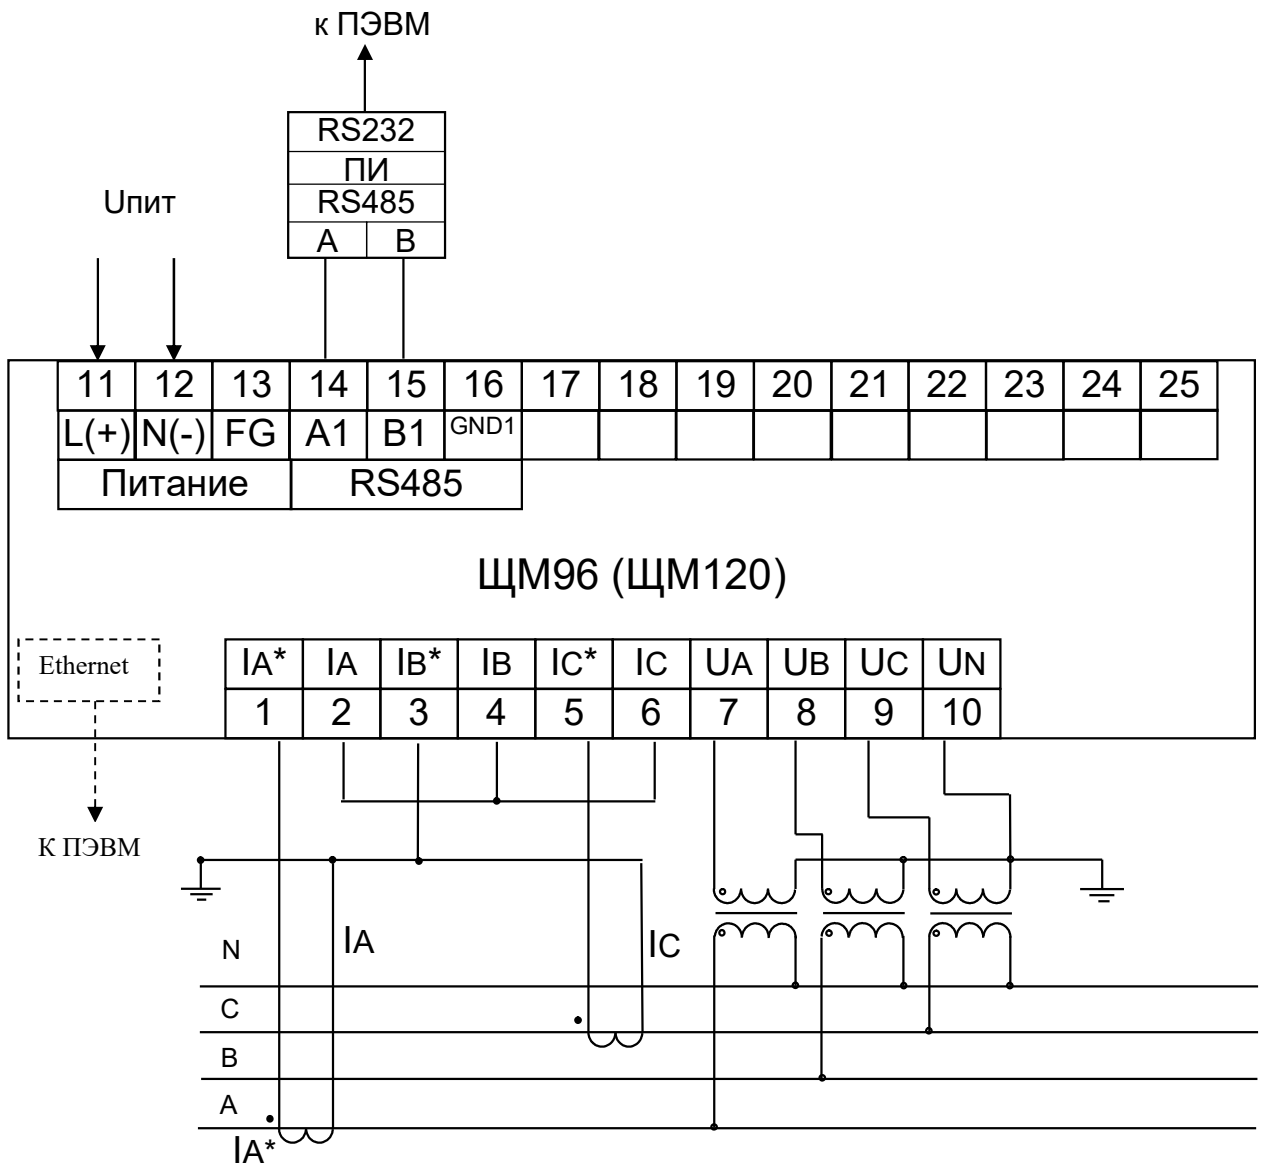 к ПЭВМ
RS232
ПИ
RS485
A B
Uпит
11 12 13 14 15 16 17 18 19 20 21 22 23 24 25
L(+) N(-) FG A1 B1 GND1
Питание RS485
ЩМ96 (ЩМ120)
Ethernet
IA* IA IB* IB IC* IC UA UB UC UN
1 2 3 4 5 6 7 8 9 10
К ПЭВМ
IA
IC
N
C
B
A
IA*